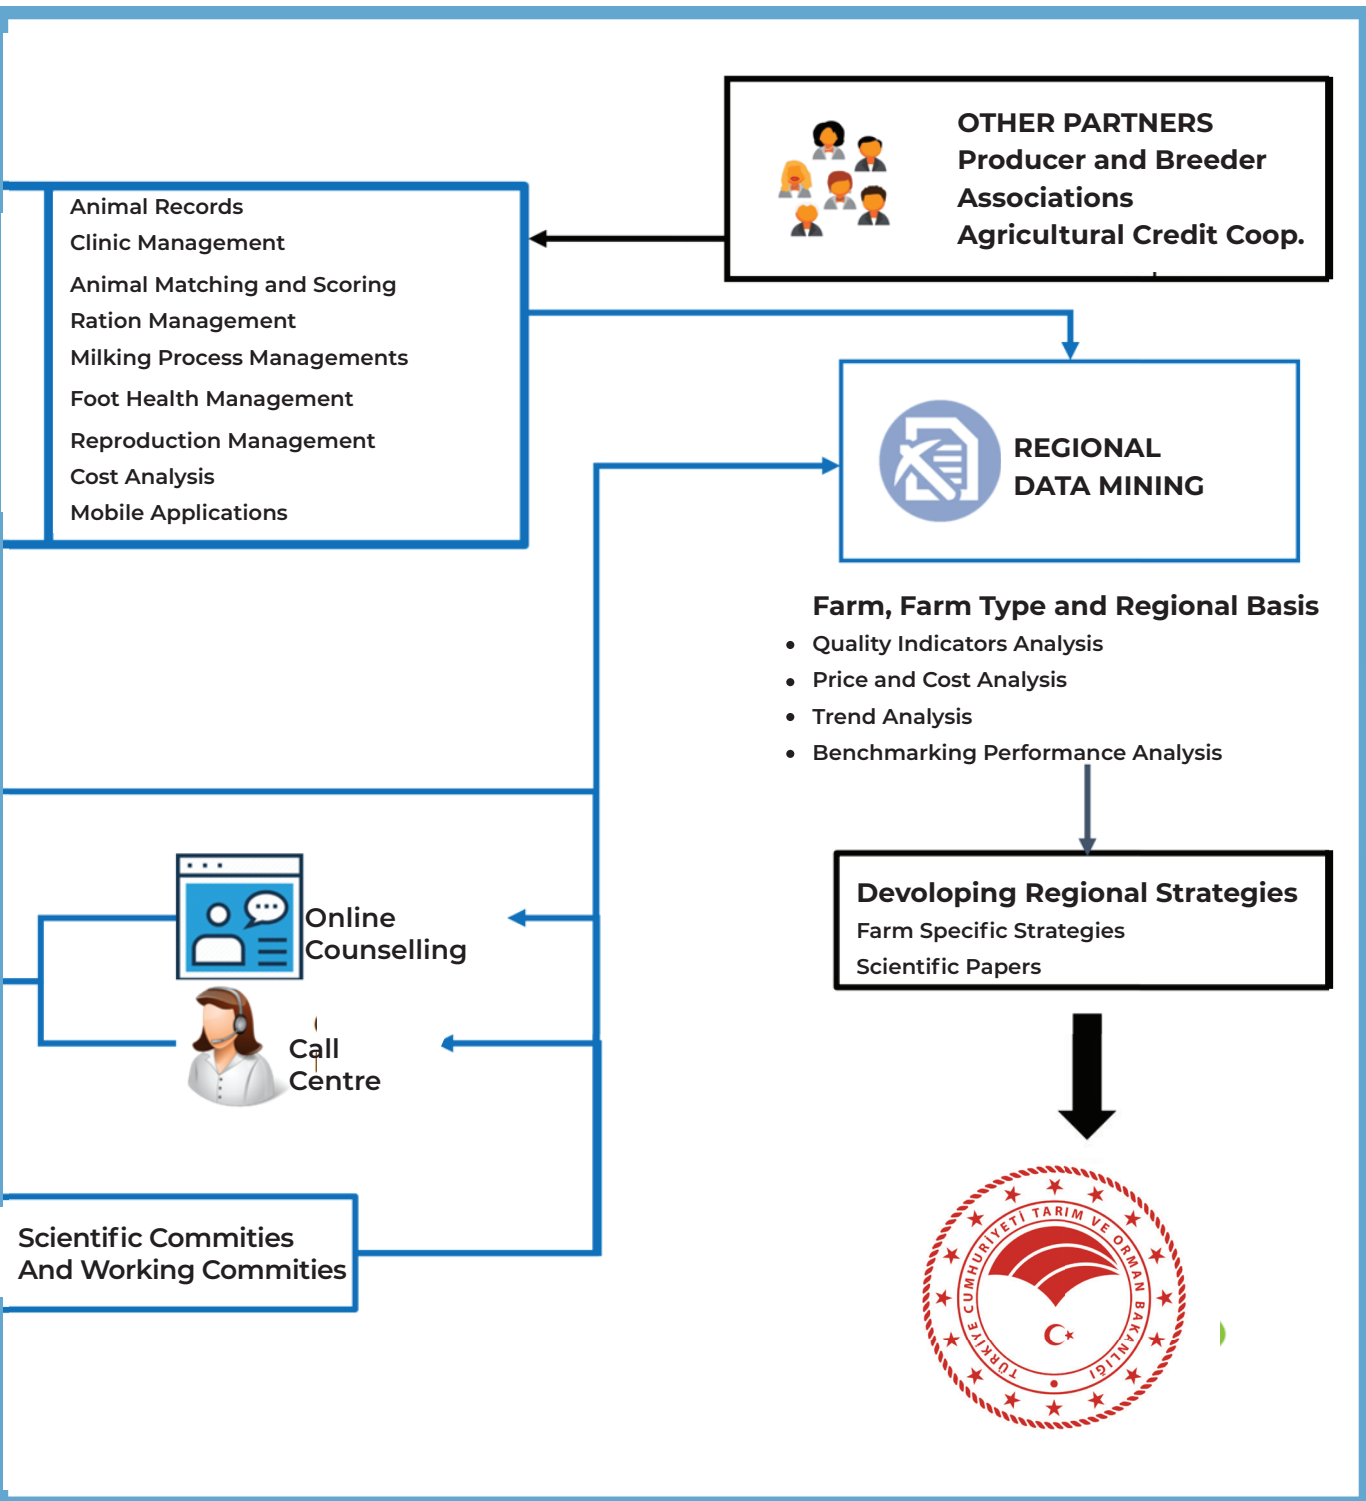 OTHER PARTNERS
Producer and Breeder
Associations
Agricultural Credit Coop.
Animal Records
Clinic Management
Animal Matching and Scoring
Ration Management
Milking Process Managements
Foot Health Management
Reproduction Management
Cost Analysis
Mobile Applications
REGIONAL
DATA MINING
Farm, Farm Type and Regional Basis
• Quality Indicators Analysis
• Price and Cost Analysis
• Trend Analysis
• Benchmarking Performance Analysis
Online
Counselling
Call
Centre
Devoloping Regional Strategies
Farm Specific Strategies
Scientific Papers
Scientific Commities
And Working Commities
TÜRKİYE CUMHURİYETİ TARIM VE ORMAN BAKANLIĞI